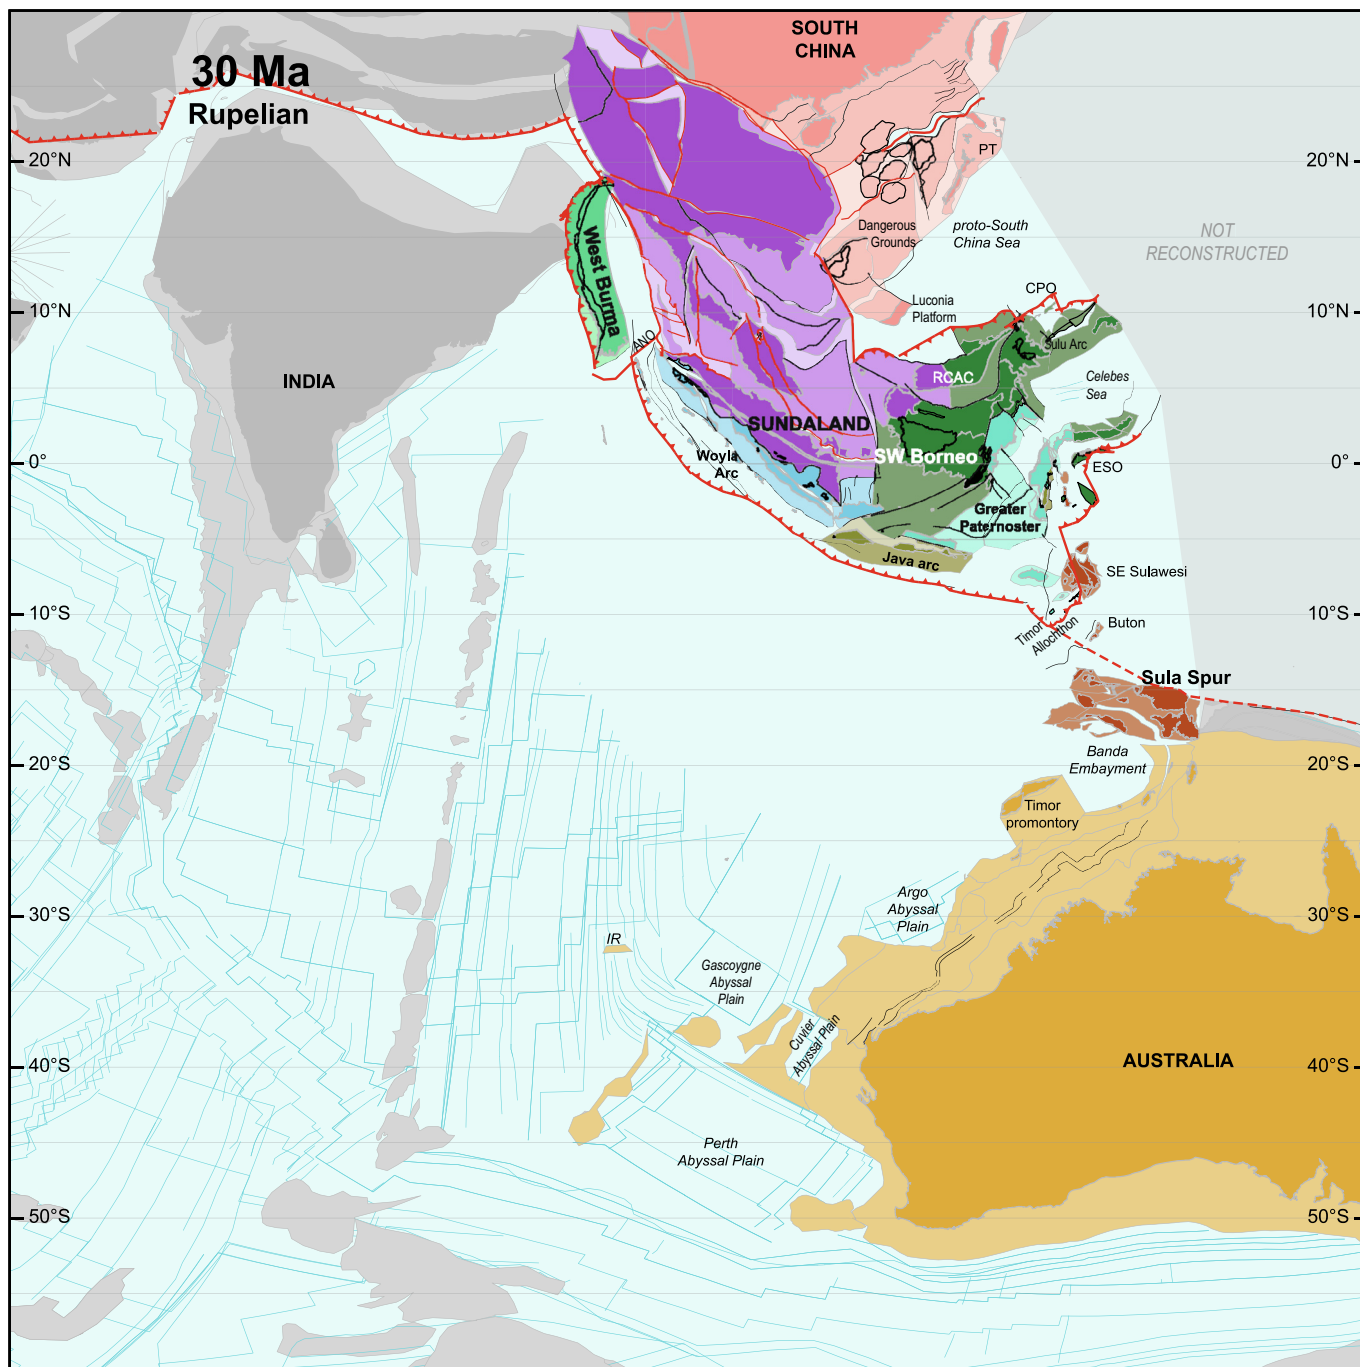 SOUTH
CHINA
30 Ma
Rupelian
20°N
PT
20°N
Dangerous
Grounds
proto-South
China Sea
NOT
RECONSTRUCTED
West Burma
CPO
10°N
Luconia
Platform
10°N
ANO
Sulu Arc
INDIA
RCAC
Celebes
Sea
SUNDALAND
0°
Woyla
Arc
SW Borneo
ESO
0°
Greater
Paternoster
Java arc
SE Sulawesi
10°S
Timor
Allochthon
Buton
10°S
Sula Spur
20°S
Banda
Embayment
20°S
Timor
promontory
30°S
Argo
Abyssal
Plain
30°S
IR
Gascoygne
Abyssal
Plain
Cuvier
Abyssal Plain
40°S
AUSTRALIA
40°S
Perth
Abyssal Plain
50°S
50°S